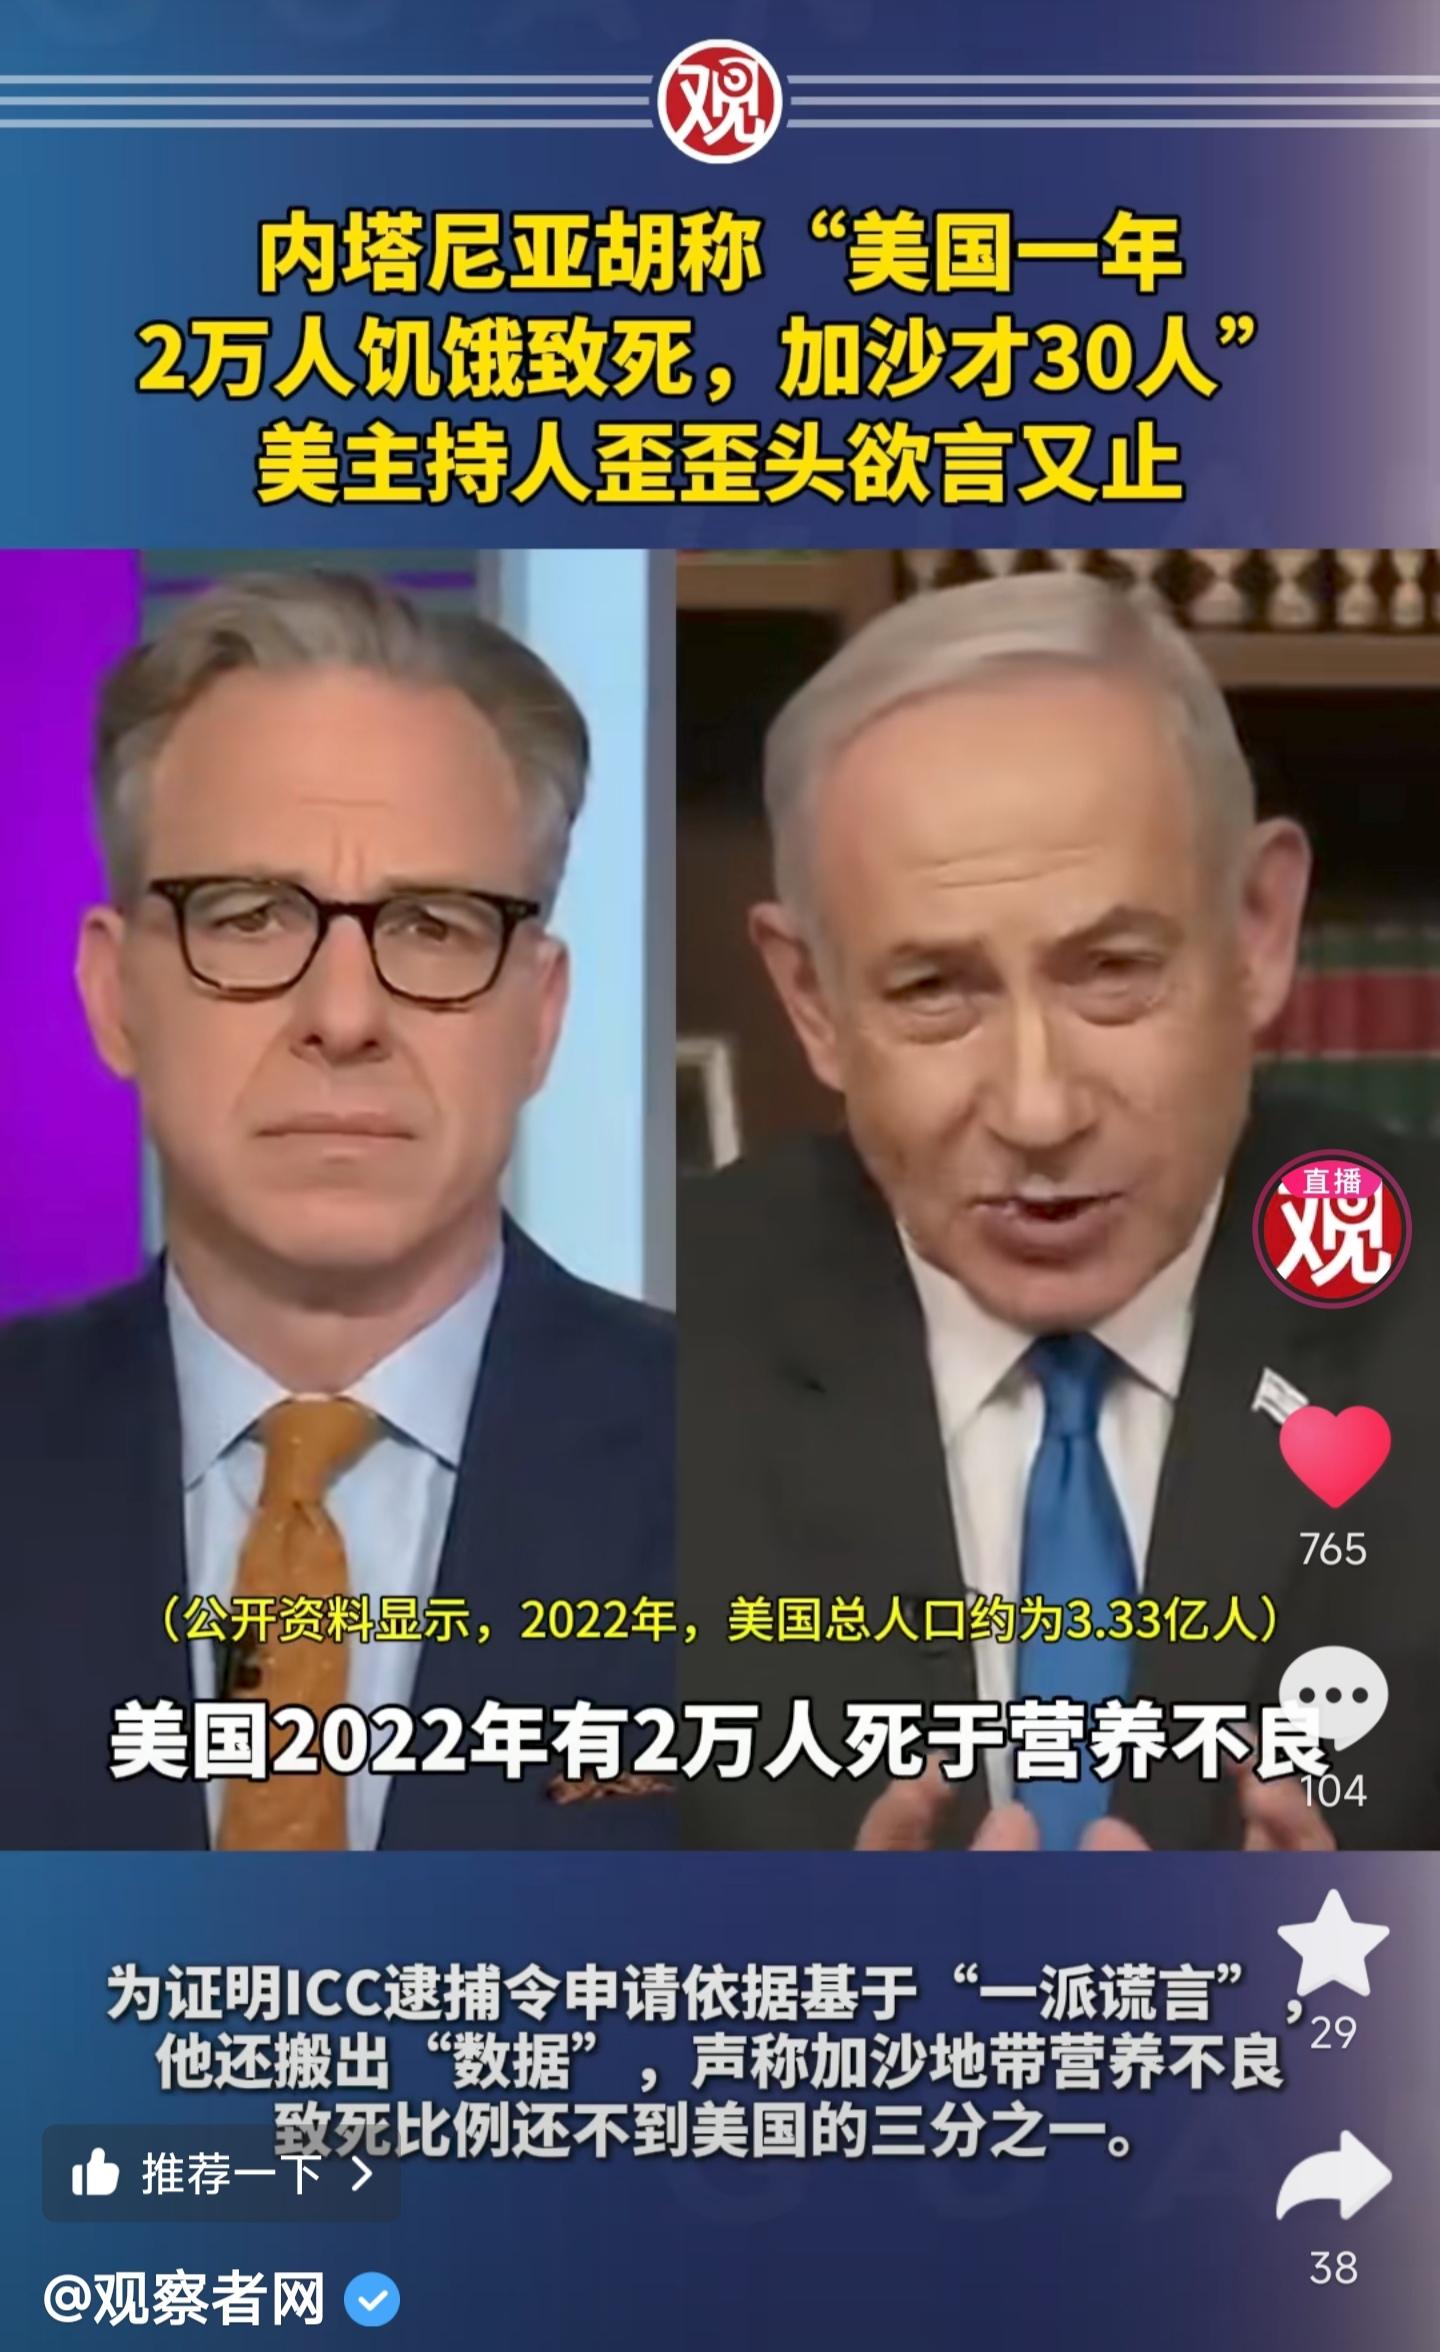 观
内塔尼亚胡称“美国一年
2万人饥饿致死，加沙才30人”
美主持人歪歪头欲言又止
直播
观
765
（公开资料显示，2022年，美国总人口约为3.33亿人）
美国2022年有2万人死于营养不良
104
为证明ICC逮捕令申请依据基于“一派谎言”，
29
他还搬出“数据”，声称加沙地带营养不良
致死比例还不到美国的三分之一。
推荐一下 >
38
@观察者网